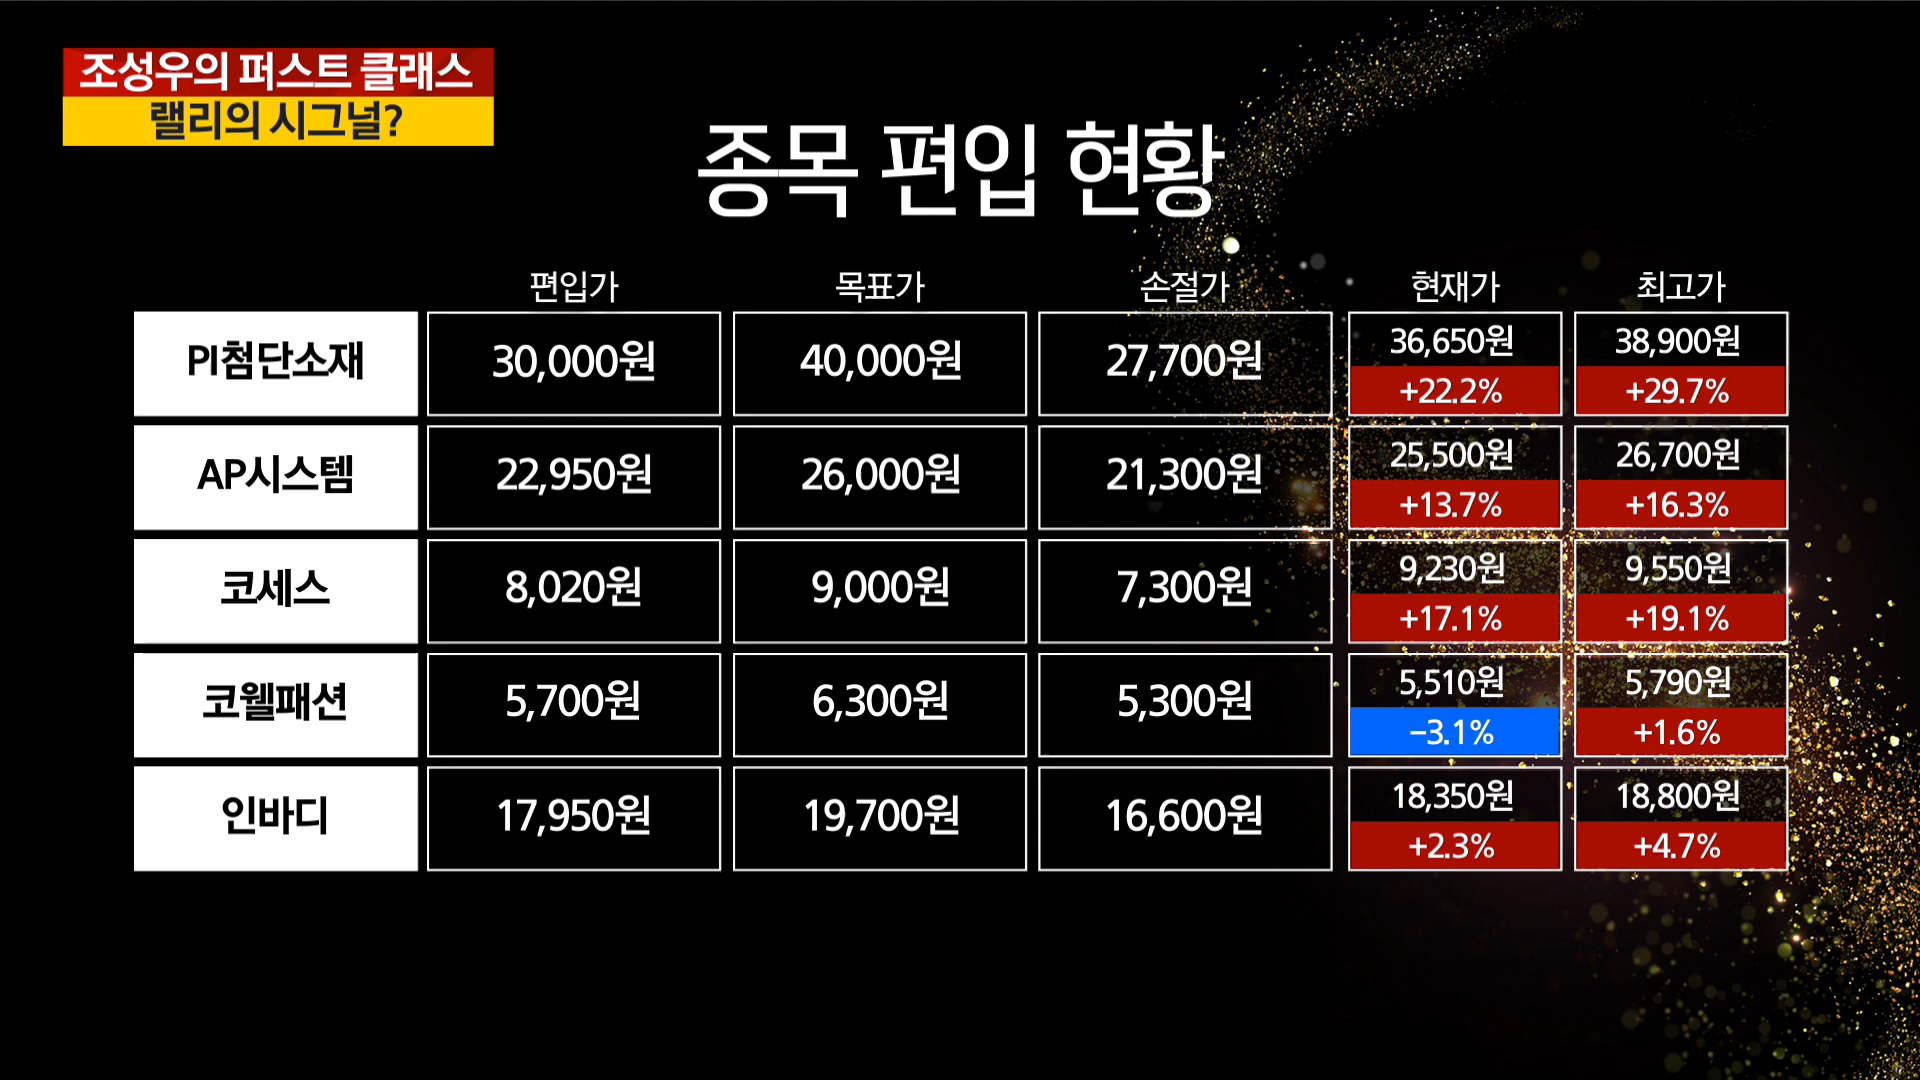 조성우의 퍼스트 클래스
랠리의 시그널?
종목 편입 현황
편입가 목표가 손절가 현재가 최고가
PI첨단소재 30,000원 40,000원 27,700원 36,650원 +22.2% 38,900원 +29.7%
AP시스템 22,950원 26,000원 21,300원 25,500원 +13.7% 26,700원 +16.3%
코세스 8,020원 9,000원 7,300원 9,230원 +17.1% 9,550원 +19.1%
코웰패션 5,700원 6,300원 5,300원 5,510원 -3.1% 5,790원 +1.6%
인바디 17,950원 19,700원 16,600원 18,350원 +2.3% 18,800원 +4.7%